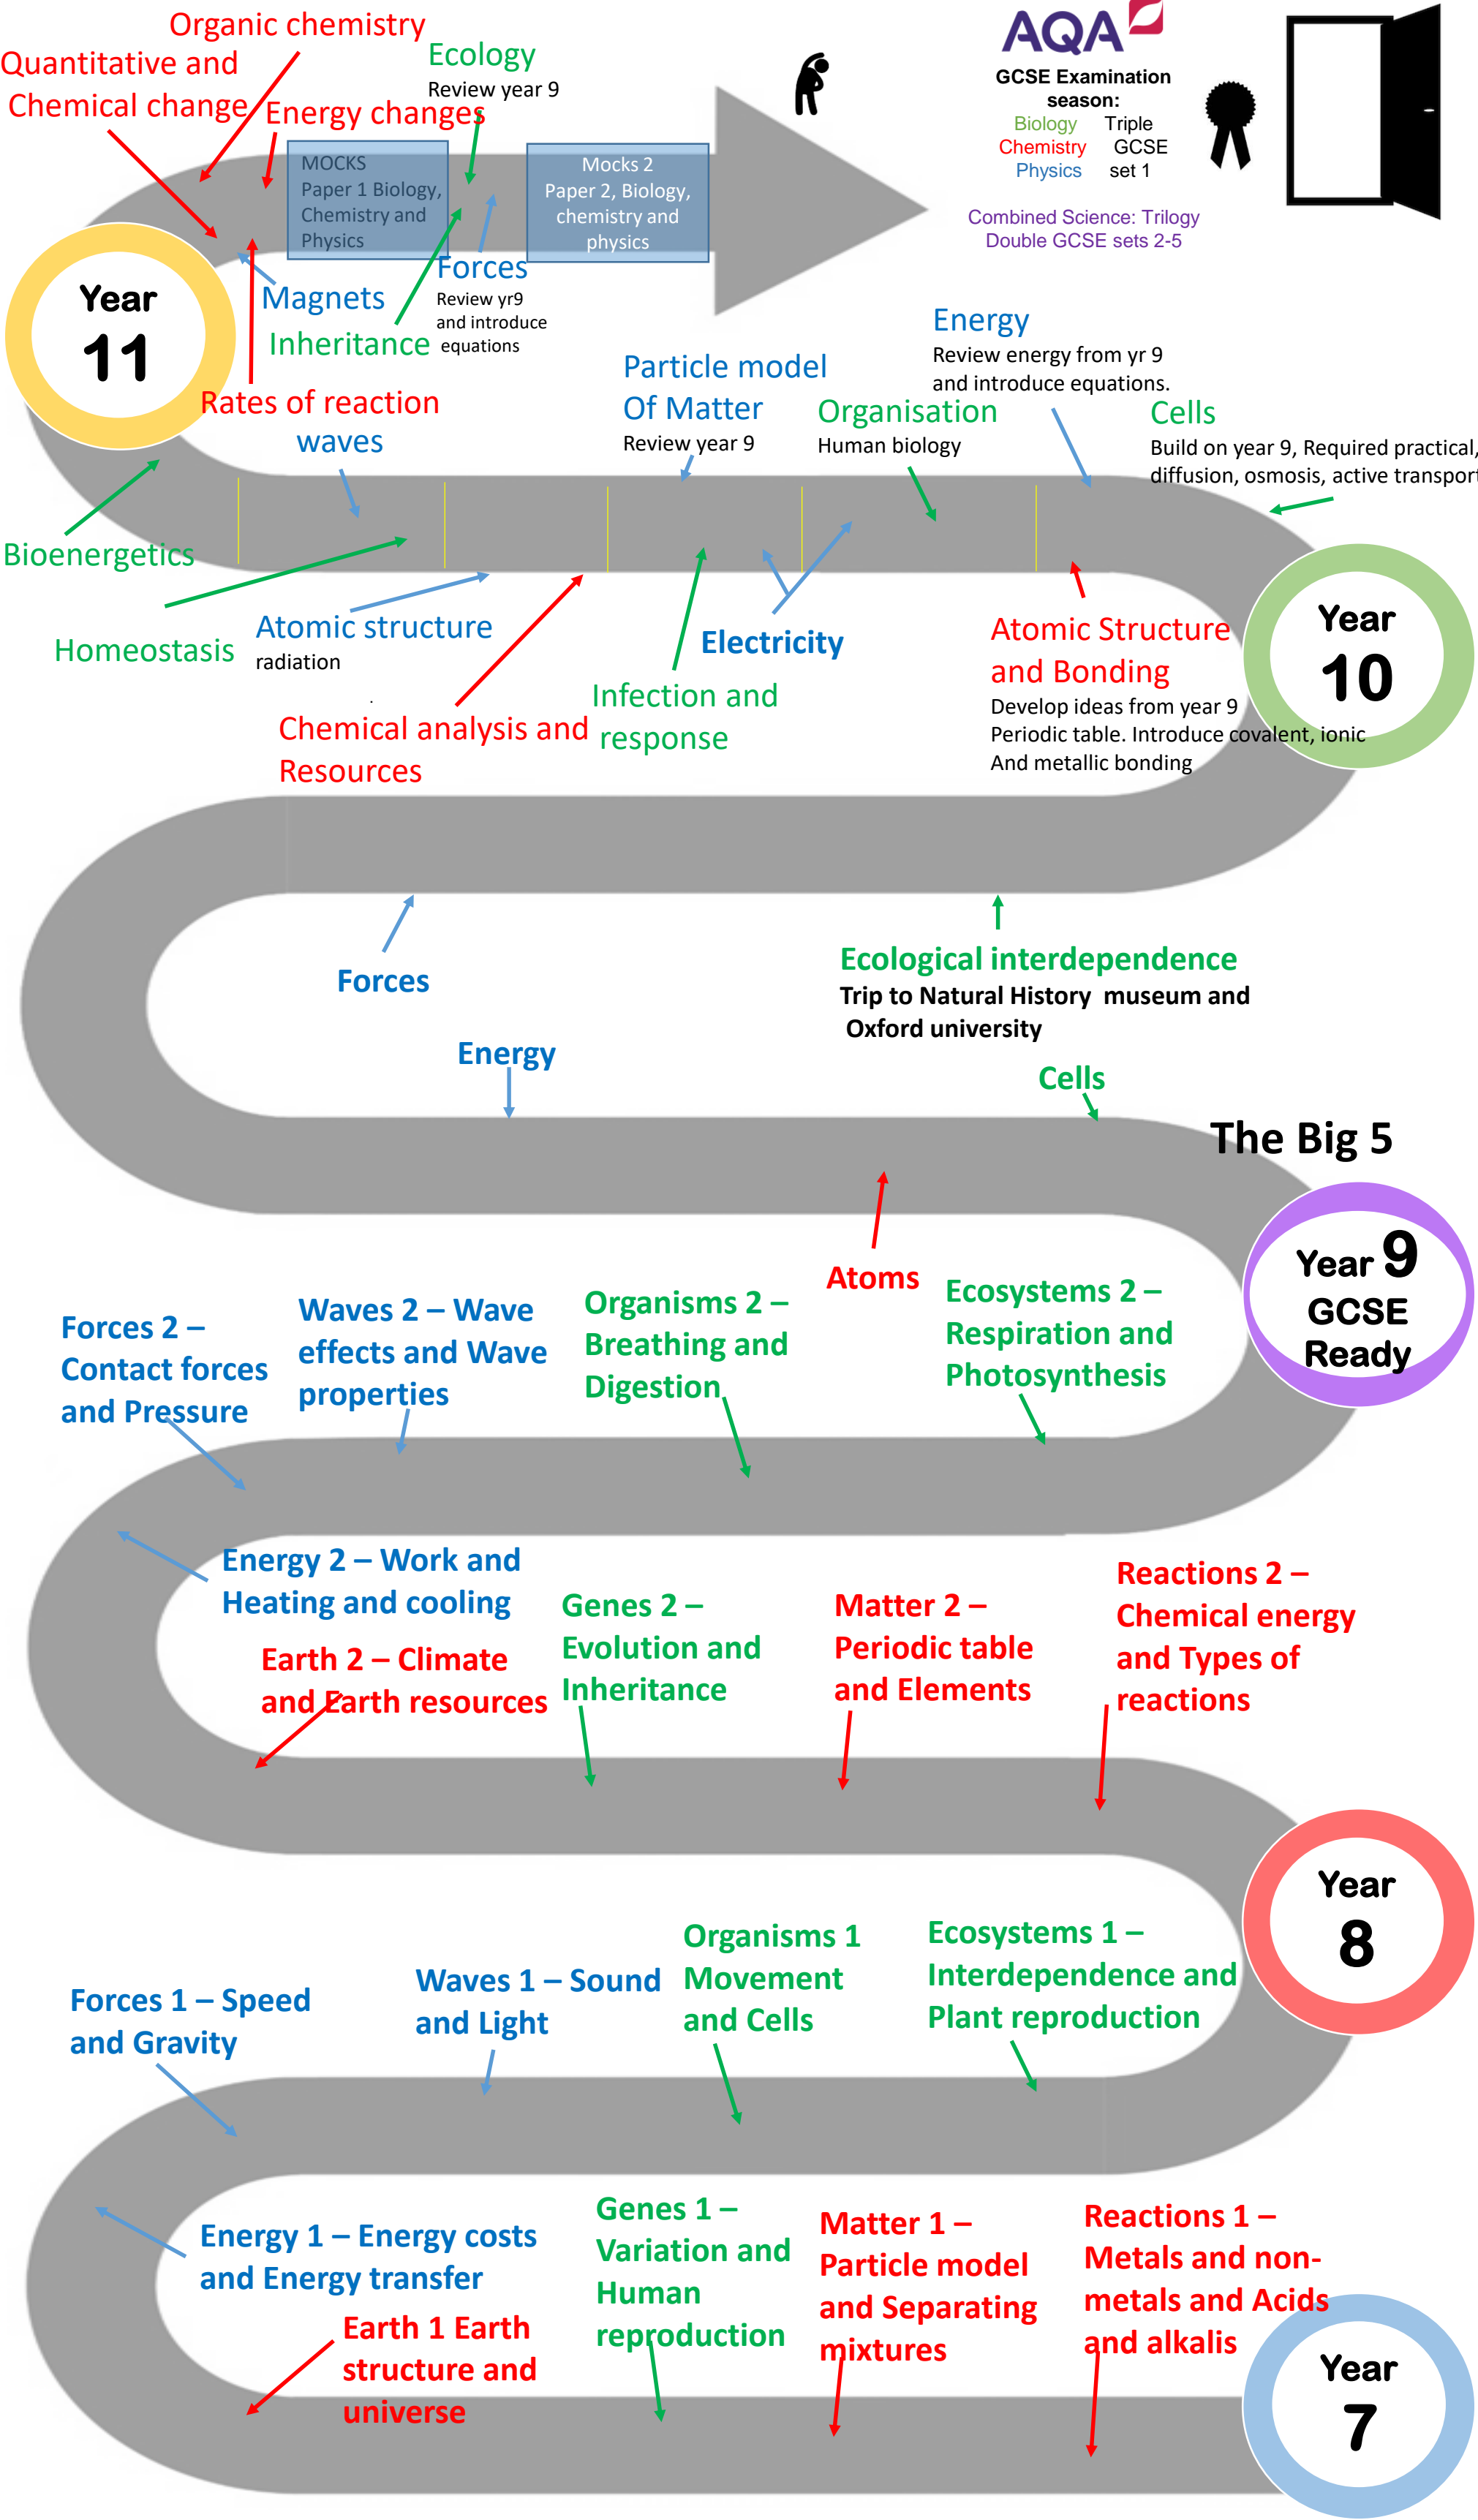 Organic chemistry
Quantitative and
Chemical change
Energy changes
Ecology
Review year 9
MOCKS
Paper 1 Biology,
Chemistry and
Physics
Mocks 2
Paper 2, Biology,
chemistry and
physics
AQA
GCSE Examination
season:
Biology Triple
Chemistry GCSE
Physics set 1
Combined Science: Trilogy
Double GCSE sets 2-5
Year
11
Magnets
Inheritance
Forces
Review yr9
and introduce
equations
Rates of reaction
waves
Particle model
Of Matter
Review year 9
Organisation
Human biology
Energy
Review energy from yr 9
and introduce equations.
Cells
Build on year 9, Required practical,
diffusion, osmosis, active transport
Bioenergetics
Homeostasis
Atomic structure
radiation
.
Chemical analysis and
Resources
Infection and
response
Electricity
Atomic Structure
and Bonding
Develop ideas from year 9
Periodic table. Introduce covalent, ionic
And metallic bonding
Year
10
Forces
Ecological interdependence
Trip to Natural History museum and
Oxford university
Energy
Cells
The Big 5
Atoms
Year 9
GCSE
Ready
Forces 2 –
Contact forces
and Pressure
Waves 2 – Wave
effects and Wave
properties
Organisms 2 –
Breathing and
Digestion
Ecosystems 2 –
Respiration and
Photosynthesis
Energy 2 – Work and
Heating and cooling
Earth 2 – Climate
and Earth resources
Genes 2 –
Evolution and
Inheritance
Matter 2 –
Periodic table
and Elements
Reactions 2 –
Chemical energy
and Types of
reactions
Year
8
Forces 1 – Speed
and Gravity
Waves 1 – Sound
and Light
Organisms 1
Movement
and Cells
Ecosystems 1 –
Interdependence and
Plant reproduction
Energy 1 – Energy costs
and Energy transfer
Earth 1 Earth
structure and
universe
Genes 1 –
Variation and
Human
reproduction
Matter 1 –
Particle model
and Separating
mixtures
Reactions 1 –
Metals and non-
metals and Acids
and alkalis
Year
7